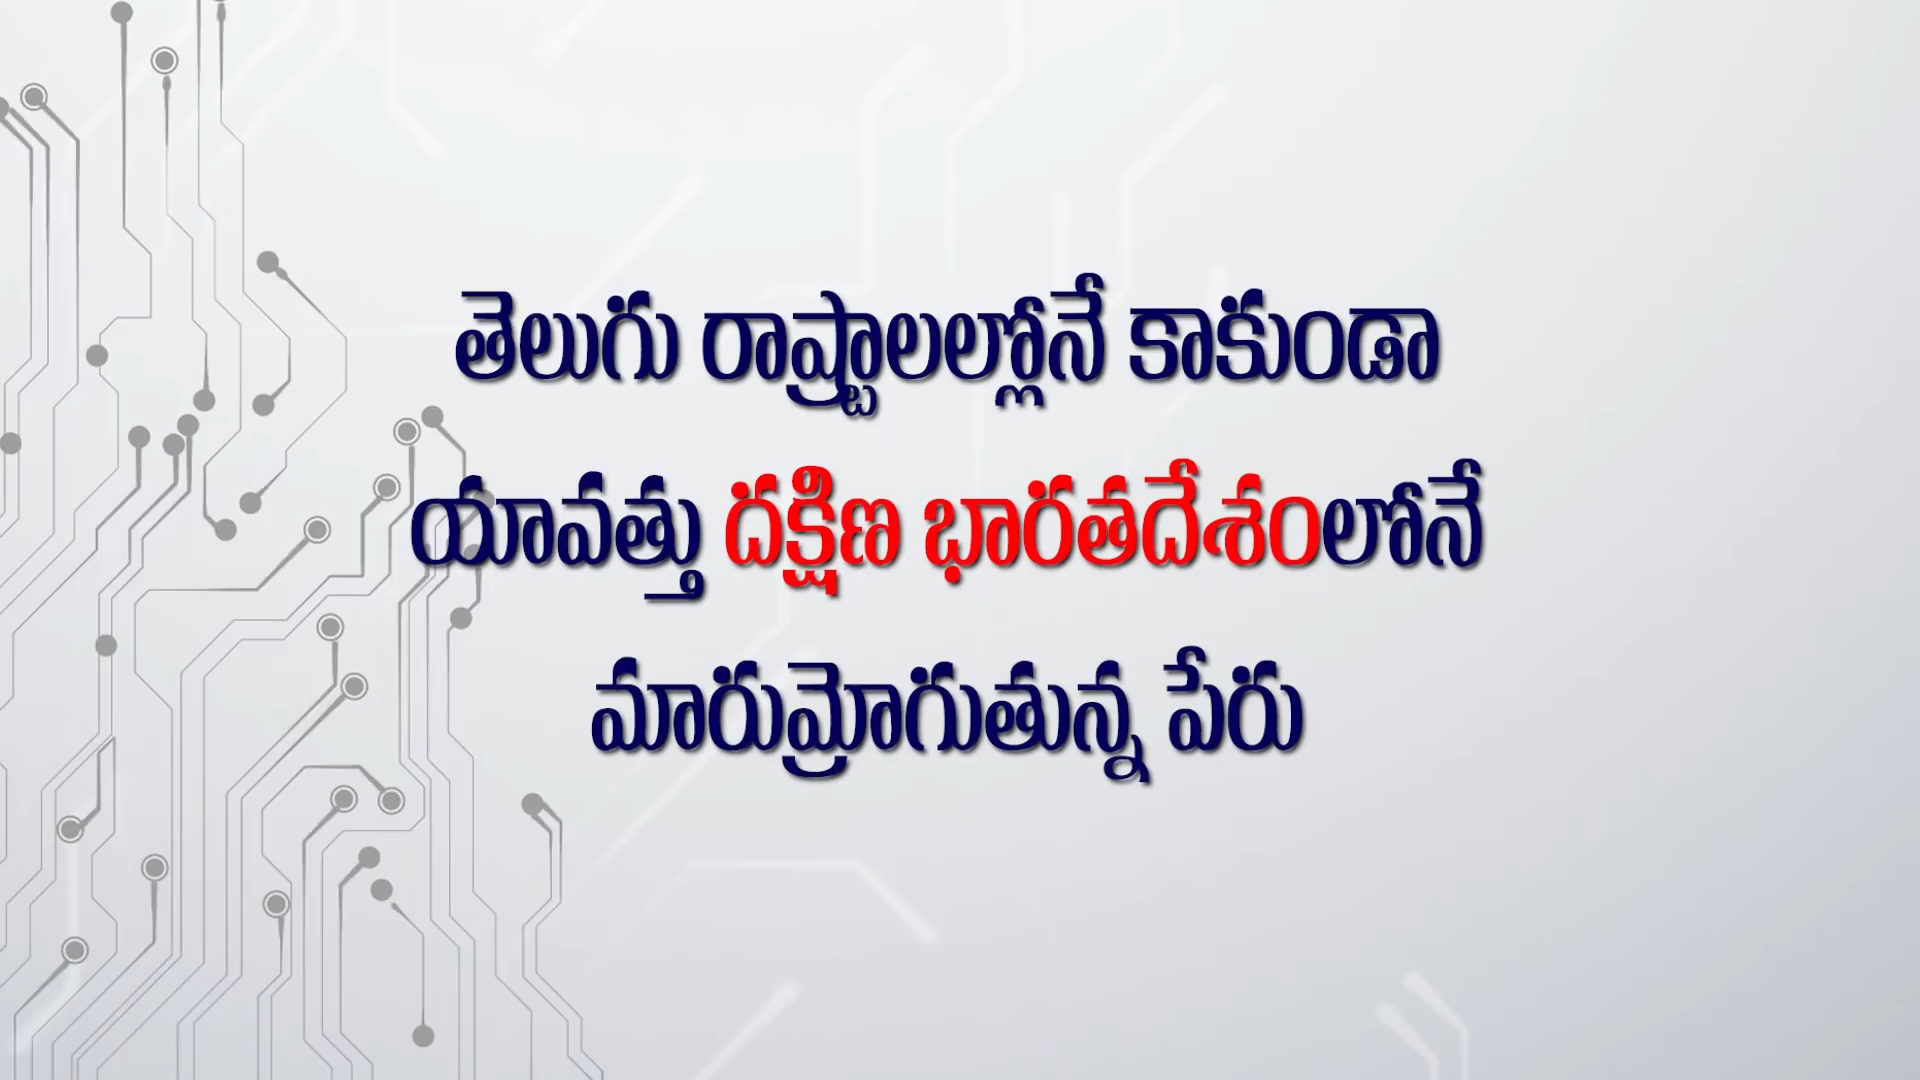 తెలుగు రాష్ట్రాలల్లోనే కాకుండా
యావత్తు దక్షిణ భారతదేశంలోనే
మారుమ్రోగుతున్న పేరు